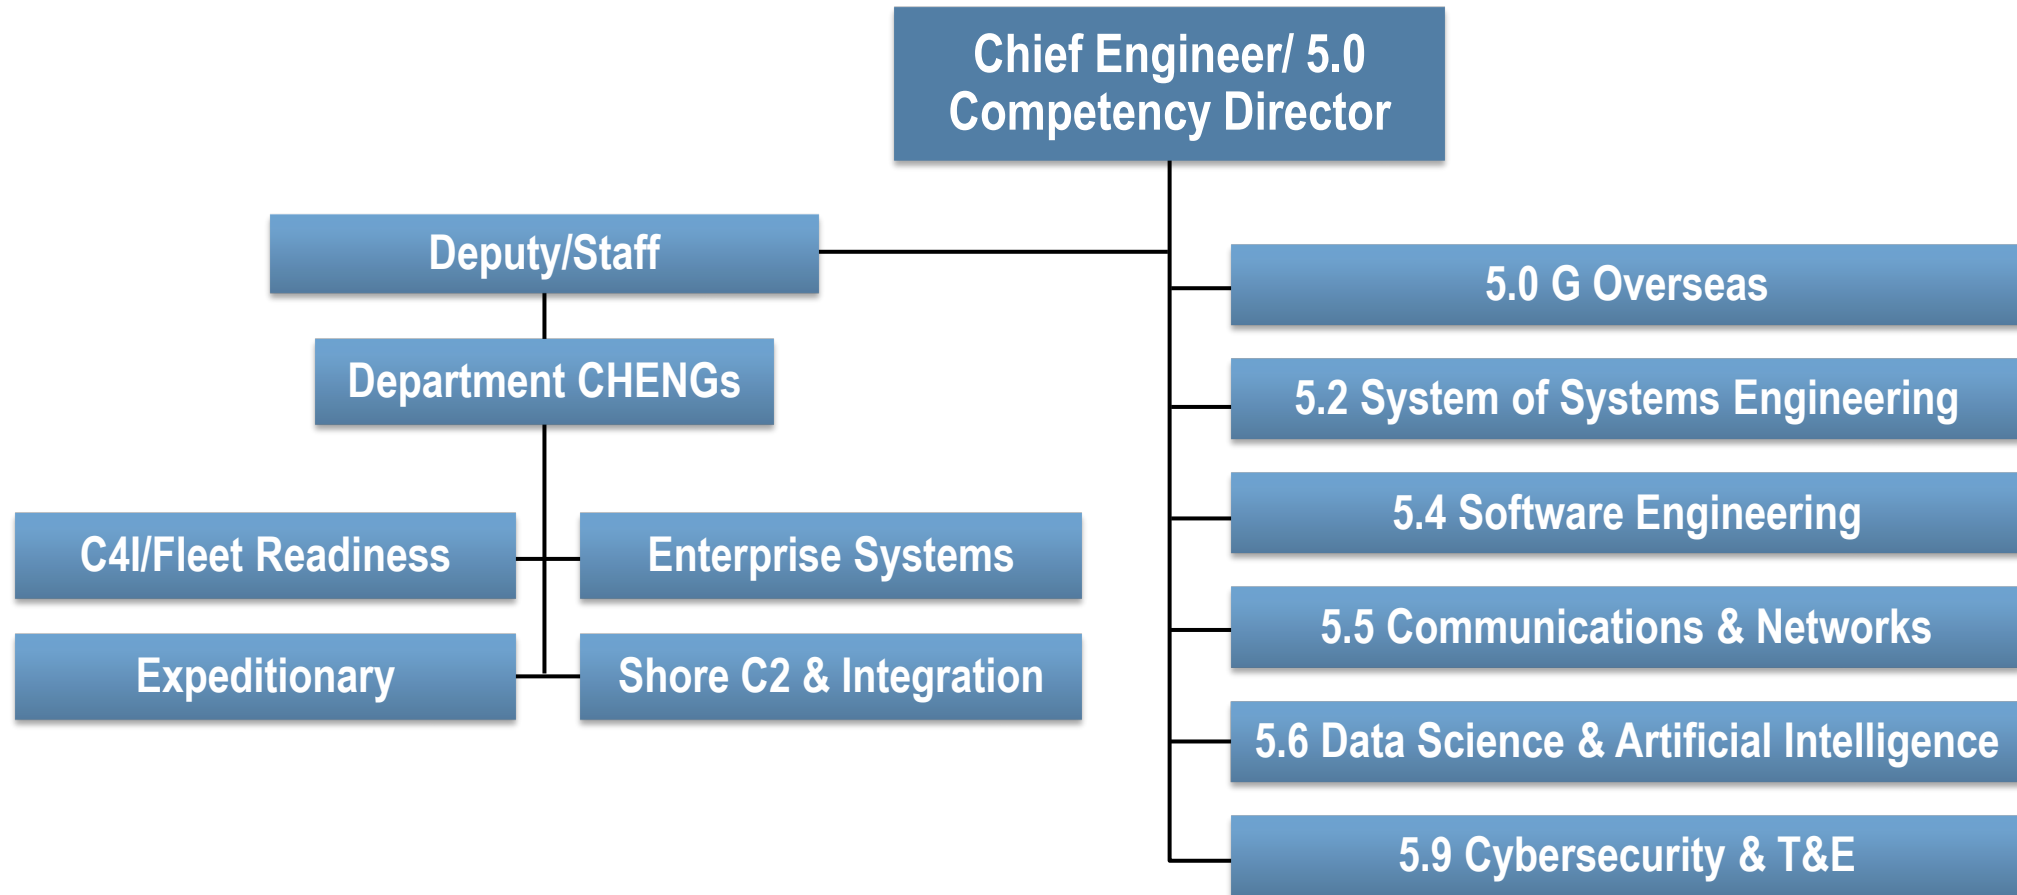 Chief Engineer/ 5.0
Competency Director
Deputy/Staff
Department CHENGs
C4I/Fleet Readiness
Enterprise Systems
Expeditionary
Shore C2 & Integration
5.0 G Overseas
5.2 System of Systems Engineering
5.4 Software Engineering
5.5 Communications & Networks
5.6 Data Science & Artificial Intelligence
5.9 Cybersecurity & T&E